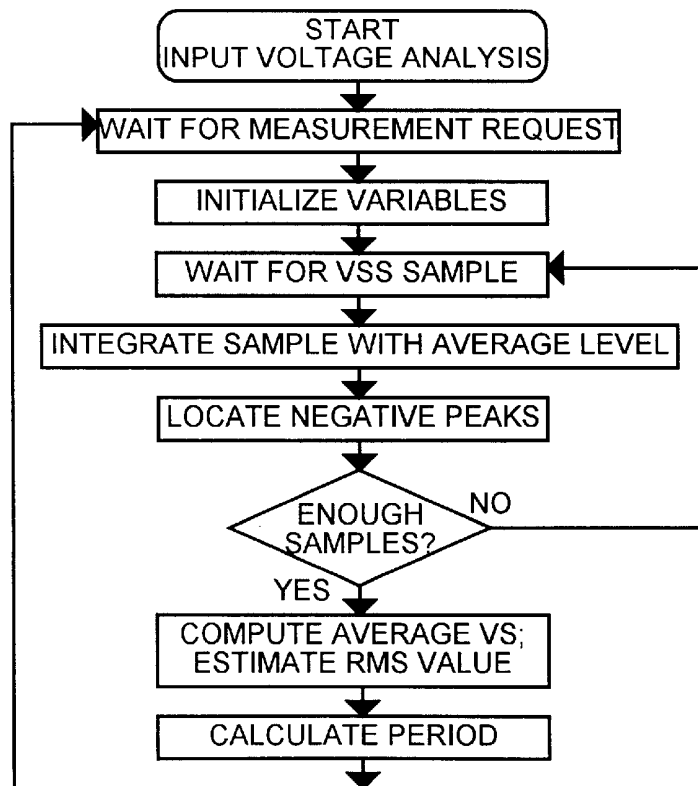 START
INPUT VOLTAGE ANALYSIS
WAIT FOR MEASUREMENT REQUEST
INITIALIZE VARIABLES
WAIT FOR VSS SAMPLE
INTEGRATE SAMPLE WITH AVERAGE LEVEL
LOCATE NEGATIVE PEAKS
ENOUGH
SAMPLES?
NO
YES
COMPUTE AVERAGE VS;
ESTIMATE RMS VALUE
CALCULATE PERIOD